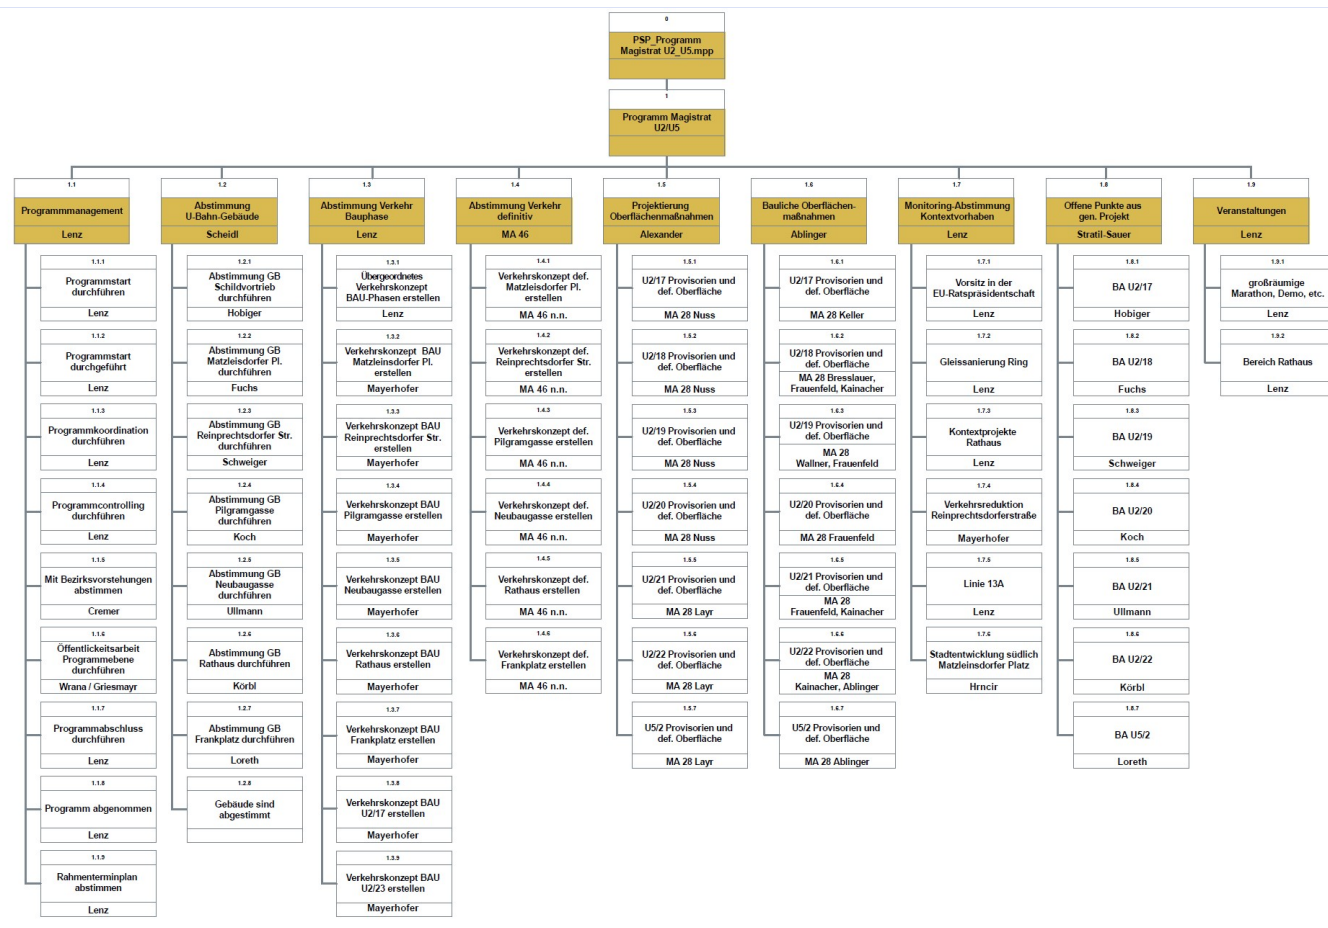 0
PSP_Programm
Magistrat U2_U5.mpp
1
Programm Magistrat
U2/U5
1.1
Programmmanagement
Lenz
1.1.1
Programmstart
durchführen
Lenz
1.1.2
Programmstart
durchgeführt
Lenz
1.1.3
Programmkoordination
durchführen
Lenz
1.1.4
Programmcontrolling
durchführen
Lenz
1.1.5
Mit Bezirksvorstehungen
abstimmen
Cremer
1.1.6
Öffentlickeitsarbeit
Programmebene
durchführen
Wrana / Griesmayr
1.1.7
Programmabschluss
durchführen
Lenz
1.1.8
Programm abgenommen
Lenz
1.1.9
Rahmenterminplan
abstimmen
Lenz
1.2
Abstimmung
U-Bahn-Gebäude
Scheidl
1.2.1
Abstimmung GB
Schildvortrieb
durchführen
Hobiger
1.2.2
Abstimmung GB
Matzleisdorfer Pl.
durchführen
Fuchs
1.2.3
Abstimmung GB
Reinprechtsdorfer Str.
durchführen
Schweiger
1.2.4
Abstimmung GB
Pilgramgasse
durchführen
Koch
1.2.5
Abstimmung GB
Neubaugasse
durchführen
Ullmann
1.2.6
Abstimmung GB
Rathaus durchführen
Körbl
1.2.7
Abstimmung GB
Frankplatz durchführen
Loreth
1.2.8
Gebäude sind
abgestimmt
1.3
Abstimmung Verkehr
Bauphase
Lenz
1.3.1
Übergeordnetes
Verkehrskonzept
BAU-Phasen erstellen
Lenz
1.3.2
Verkehrskonzept BAU
Matzleinsdorfer Pl.
erstellen
Mayerhofer
1.3.3
Verkehrskonzept BAU
Reinprechtsdorfer Str.
erstellen
Mayerhofer
1.3.4
Verkehrskonzept BAU
Pilgramgasse erstellen
Mayerhofer
1.3.5
Verkehrskonzept BAU
Neubaugasse erstellen
Mayerhofer
1.3.6
Verkehrskonzept BAU
Rathaus erstellen
Mayerhofer
1.3.7
Verkehrskonzept BAU
Frankplatz erstellen
Mayerhofer
1.3.8
Verkehrskonzept BAU
U2/17 erstellen
Mayerhofer
1.3.9
Verkehrskonzept BAU
U2/23 erstellen
Mayerhofer
1.4
Abstimmung Verkehr
definitiv
MA 46
1.4.1
Verkehrskonzept def.
Matzleisdorfer Pl.
erstellen
MA 46 n.n.
1.4.2
Verkehrskonzept def.
Reinprechtsdorfer Str.
erstellen
MA 46 n.n.
1.4.3
Verkehrskonzept def.
Pilgramgasse erstellen
MA 46 n.n.
1.4.4
Verkehrskonzept def.
Neubaugasse erstellen
MA 46 n.n.
1.4.5
Verkehrskonzept def.
Rathaus erstellen
MA 46 n.n.
1.4.6
Verkehrskonzept def.
Frankplatz erstellen
MA 46 n.n.
1.5
Projektierung
Oberflächenmaßnahmen
Alexander
1.5.1
U2/17 Provisorien und
def. Oberfläche
MA 28 Nuss
1.5.2
U2/18 Provisorien und
def. Oberfläche
MA 28 Nuss
1.5.3
U2/19 Provisorien und
def. Oberfläche
MA 28 Nuss
1.5.4
U2/20 Provisorien und
def. Oberfläche
MA 28 Nuss
1.5.5
U2/21 Provisorien und
def. Oberfläche
MA 28 Layr
1.5.6
U2/22 Provisorien und
def. Oberfläche
MA 28 Layr
1.5.7
U5/2 Provisorien und
def. Oberfläche
MA 28 Layr
1.6
Bauliche Oberflächen-
maßnahmen
Ablinger
1.6.1
U2/17 Provisorien und
def. Oberfläche
MA 28 Keller
1.6.2
U2/18 Provisorien und
def. Oberfläche
MA 28 Bresslauer,
Frauenfeld, Kainacher
1.6.3
U2/19 Provisorien und
def. Oberfläche
MA 28
Wallner, Frauenfeld
1.6.4
U2/20 Provisorien und
def. Oberfläche
MA 28 Frauenfeld
1.6.5
U2/21 Provisorien und
def. Oberfläche
MA 28
Frauenfeld, Kainacher
1.6.6
U2/22 Provisorien und
def. Oberfläche
MA 28
Kainacher, Ablinger
1.6.7
U5/2 Provisorien und
def. Oberfläche
MA 28 Ablinger
1.7
Monitoring-Abstimmung
Kontextvorhaben
Lenz
1.7.1
Vorsitz in der
EU-Ratspräsidentschaft
Lenz
1.7.2
Gleissanierung Ring
Lenz
1.7.3
Kontextprojekte
Rathaus
Lenz
1.7.4
Verkehrsreduktion
Reinprechtsdorferstraße
Mayerhofer
1.7.5
Linie 13A
Lenz
1.7.6
Stadtentwicklung südlich
Matzleinsdorfer Platz
Hrncir
1.8
Offene Punkte aus
gen. Projekt
Stratil-Sauer
1.8.1
BA U2/17
Hobiger
1.8.2
BA U2/18
Fuchs
1.8.3
BA U2/19
Schweiger
1.8.4
BA U2/20
Koch
1.8.5
BA U2/21
Ullmann
1.8.6
BA U2/22
Körbl
1.8.7
BA U5/2
Loreth
1.9
Veranstaltungen
Lenz
1.9.1
großräumige
Marathon, Demo, etc.
Lenz
1.9.2
Bereich Rathaus
Lenz